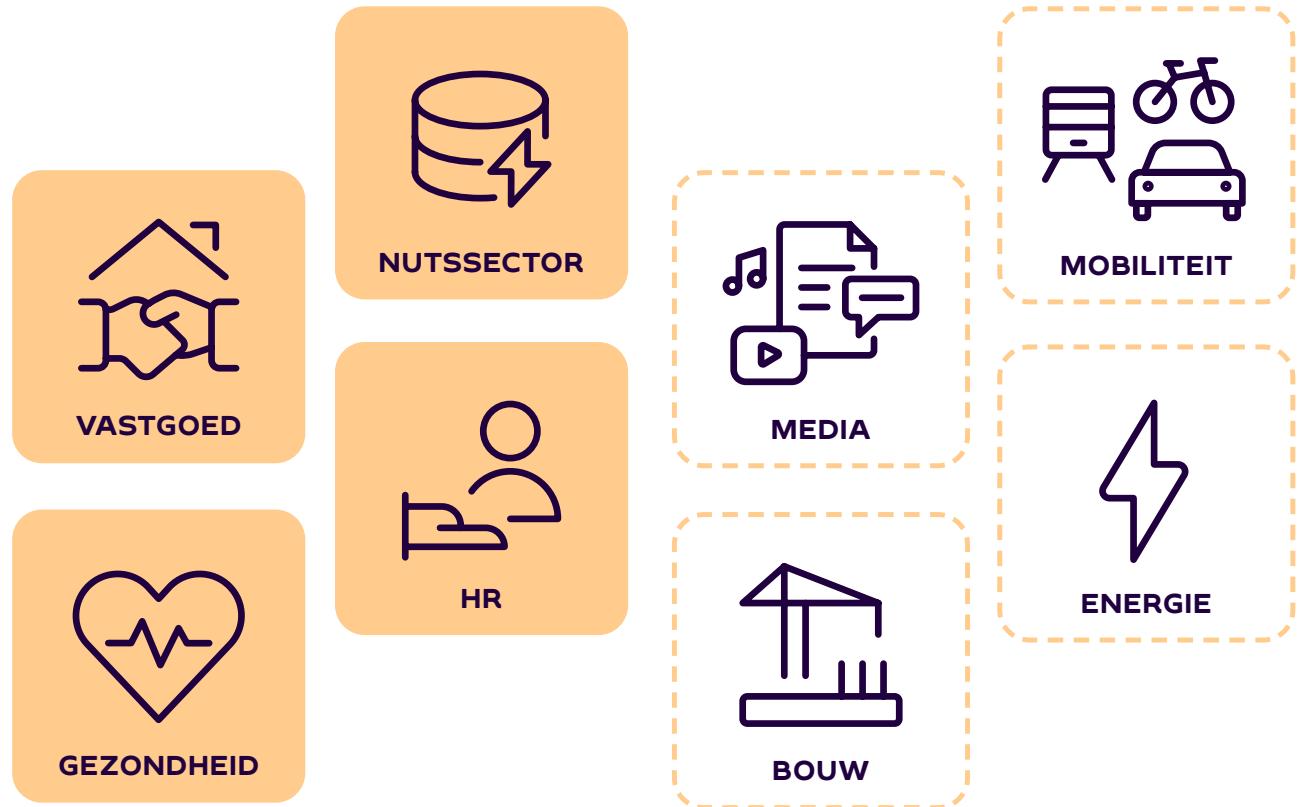 VASTGOED
NUTSSECTOR
GEZONDHEID
HR
MEDIA
MOBILITEIT
BOUW
ENERGIE